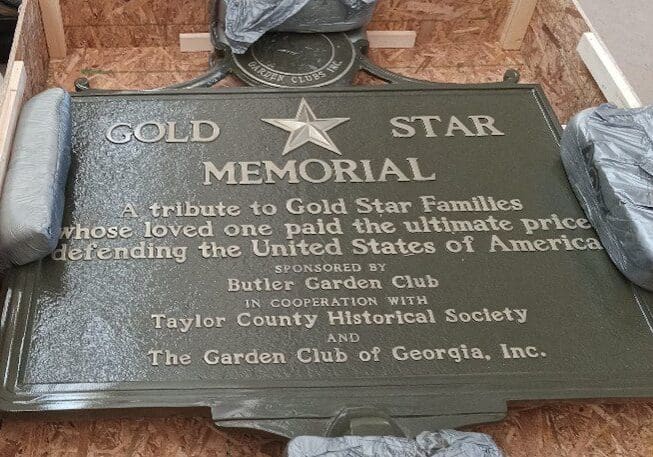 GARDEN CLUBS INC.
GOLD STAR
MEMORIAL
A tribute to Gold Star Families
whose loved one paid the ultimate price
defending the United States of America
SPONSORED BY
Butler Garden Club
IN COOPERATION WITH
Taylor County Historical Society
AND
The Garden Club of Georgia, Inc.